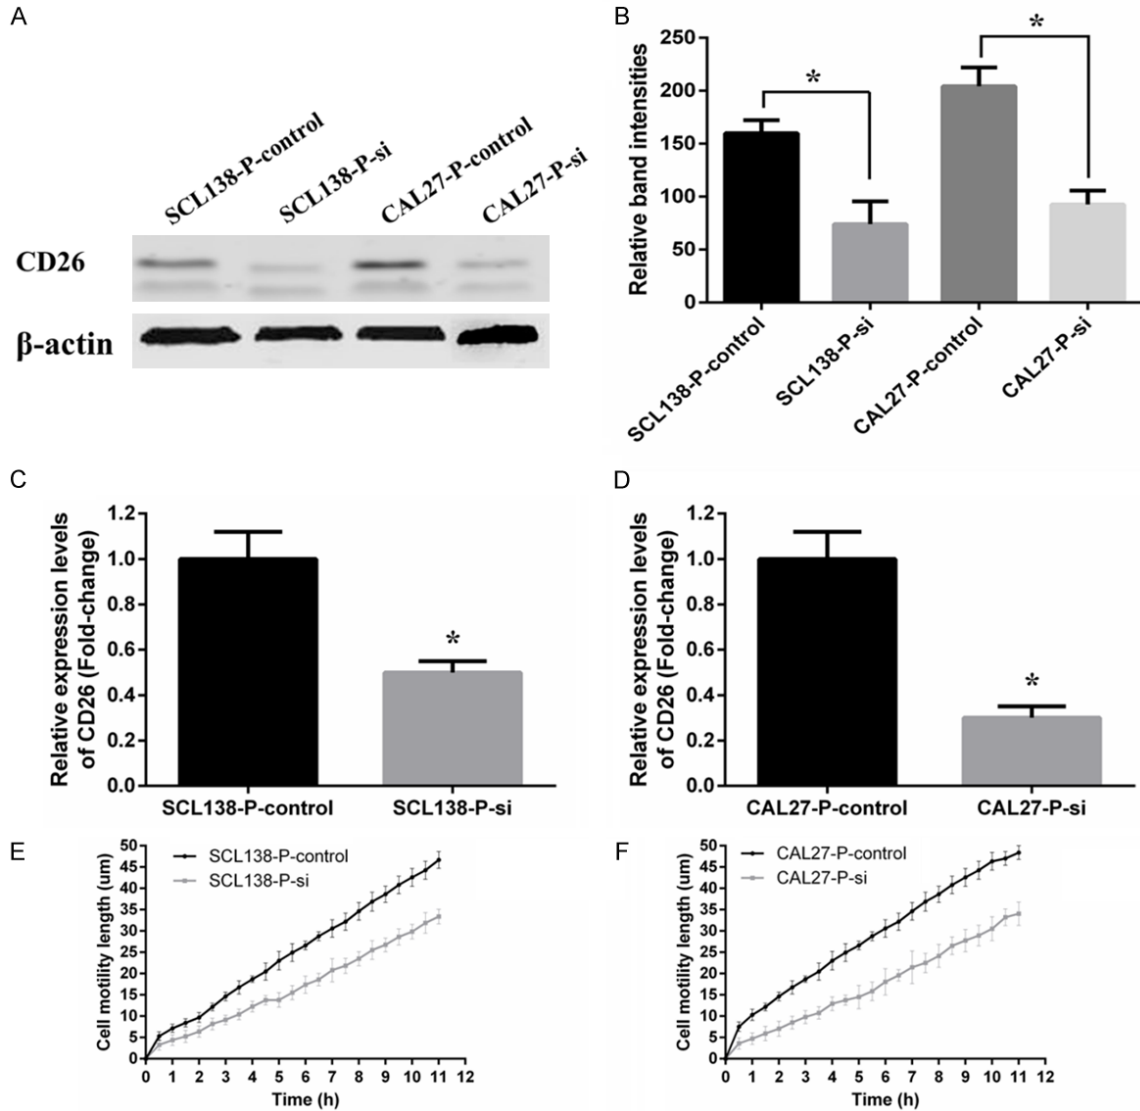 A
SCL138-P-control
SCL138-P-si
CAL27-P-control
CAL27-P-si
CD26
β-actin
B
Relative band intensities
250
200
150
100
50
0
*
*
SCL138-P-control
SCL138-P-si
CAL27-P-control
CAL27-P-si
C
Relative expression levels
of CD26 (Fold-change)
1.2
1.0
0.8
0.6
0.4
0.2
0.0
*
SCL138-P-control
SCL138-P-si
D
Relative expression levels
of CD26 (Fold-change)
1.2
1.0
0.8
0.6
0.4
0.2
0.0
*
CAL27-P-control
CAL27-P-si
E
Cell motility length (um)
50
45
40
35
30
25
20
15
10
5
0
SCL138-P-control
SCL138-P-si
0 1 2 3 4 5 6 7 8 9 10 11 12
Time (h)
F
Cell motility length (um)
50
45
40
35
30
25
20
15
10
5
0
CAL27-P-control
CAL27-P-si
0 1 2 3 4 5 6 7 8 9 10 11 12
Time (h)